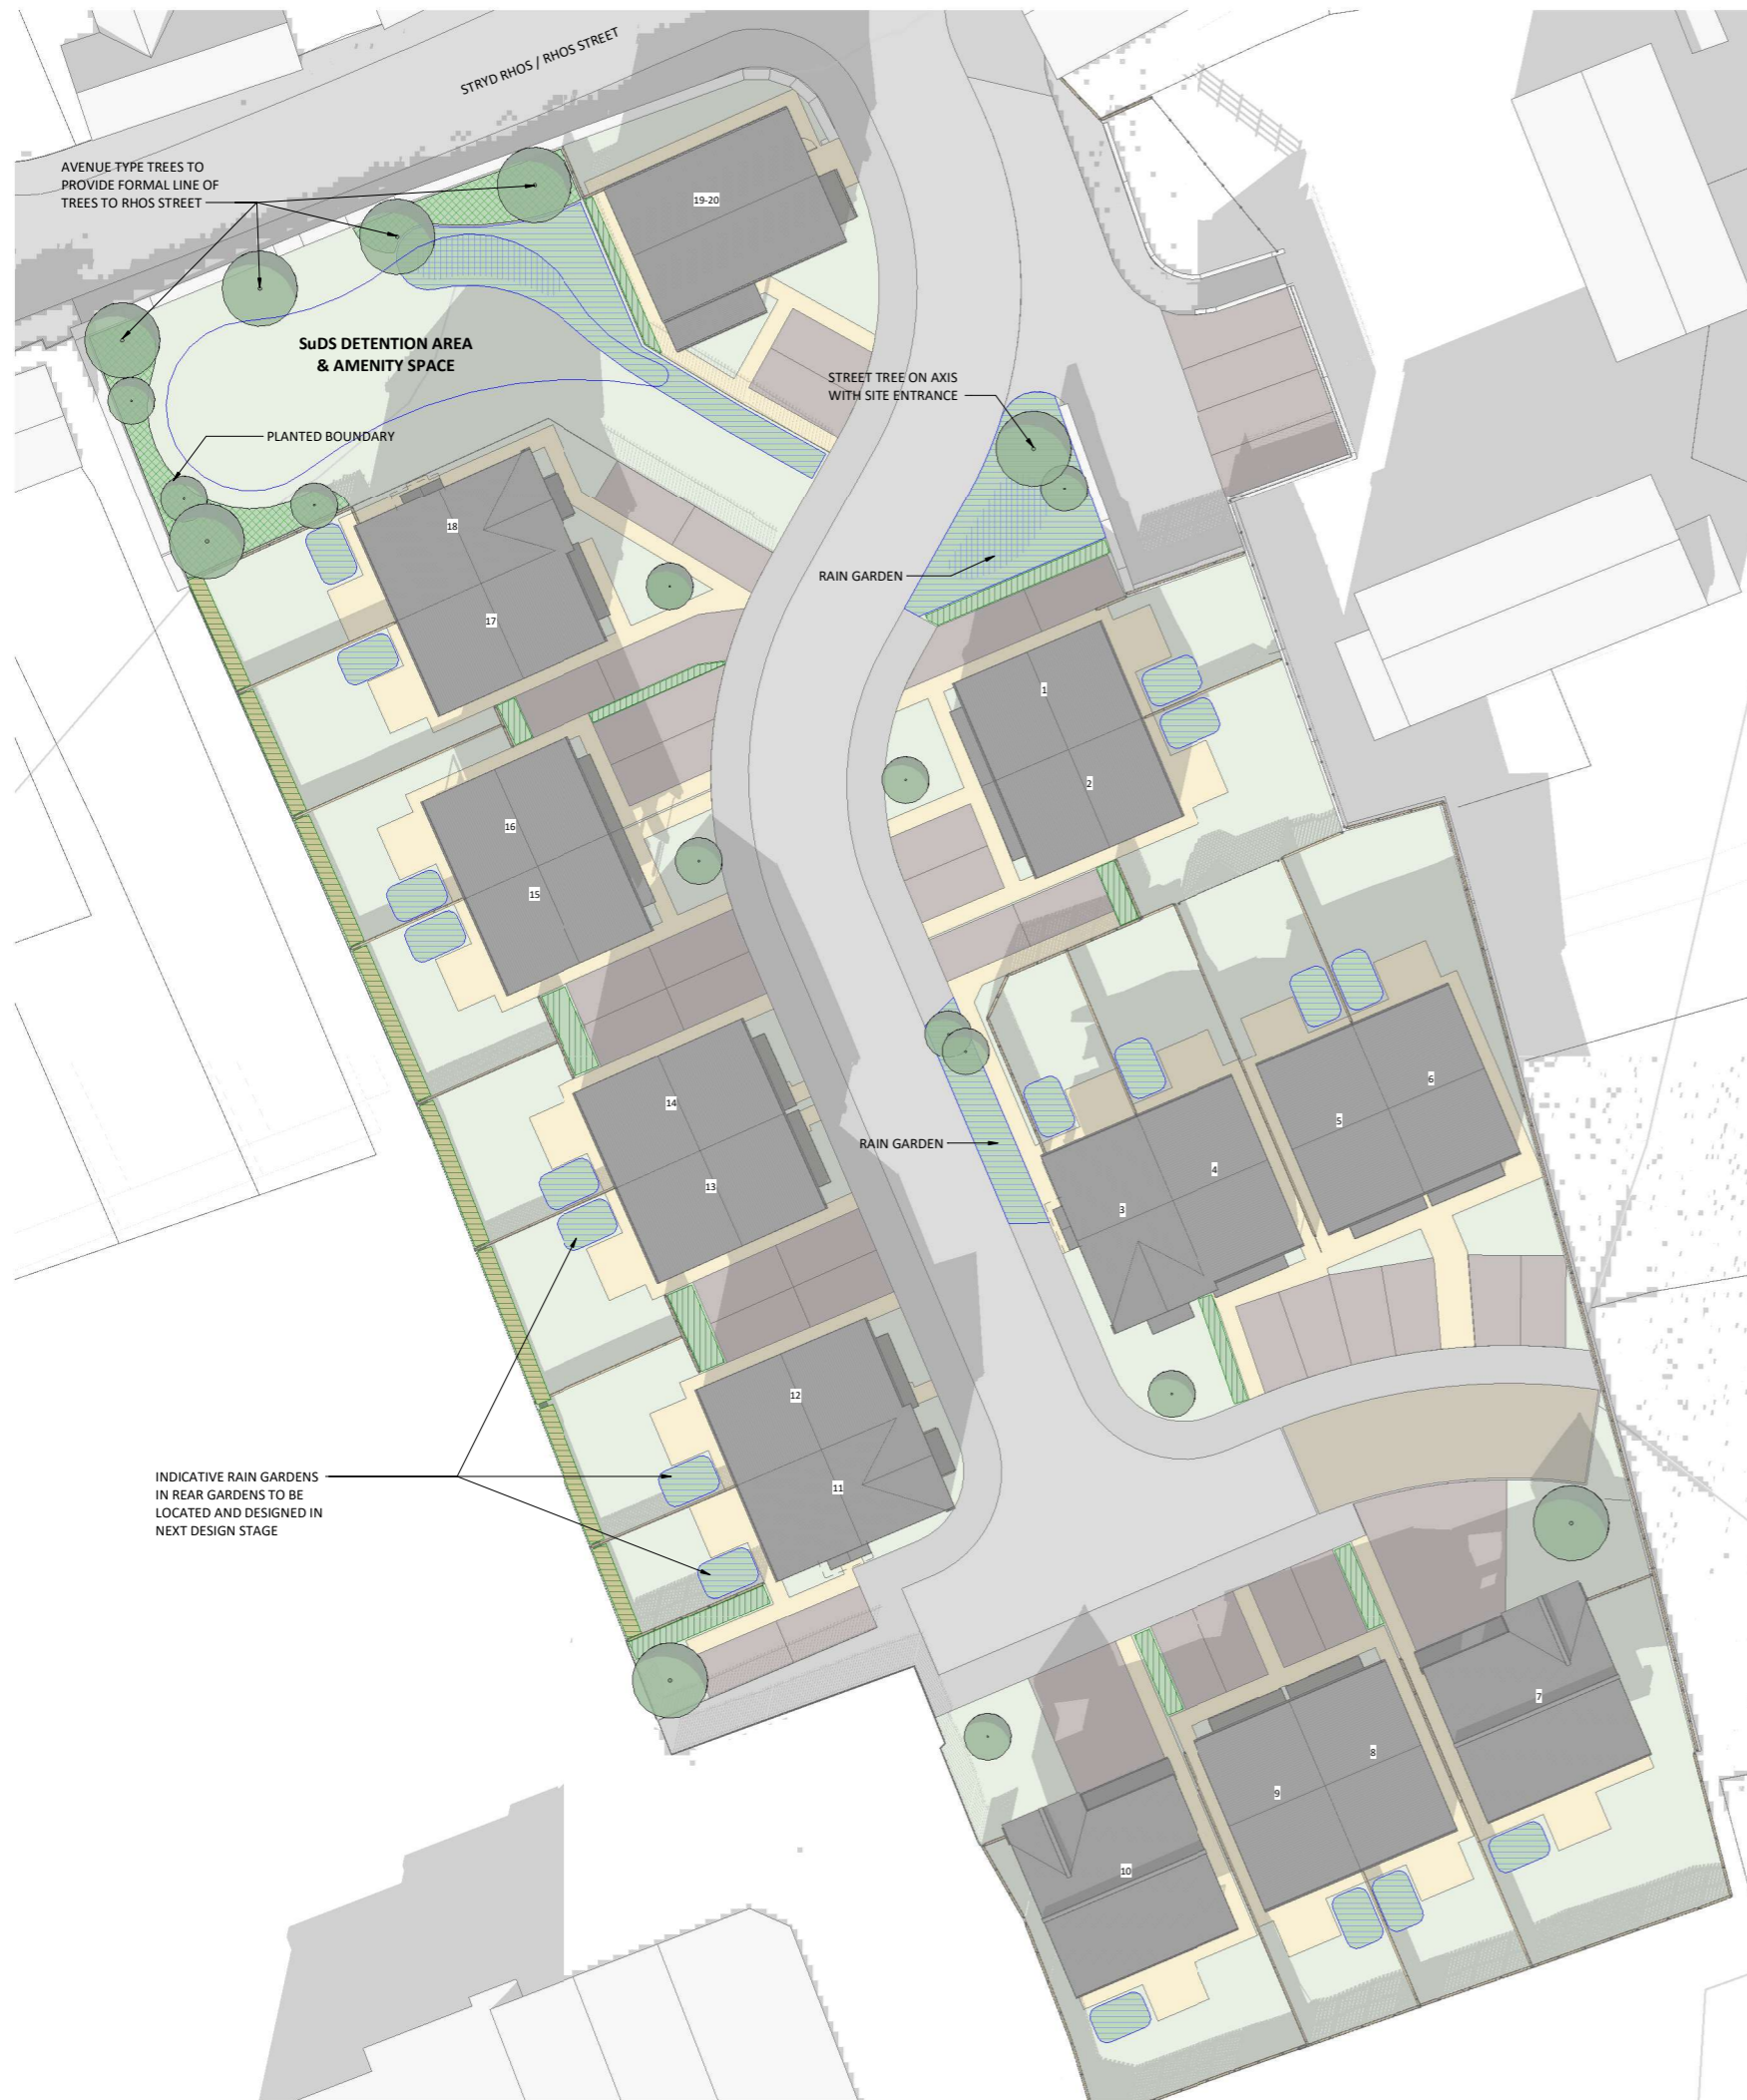 STRYD RHOS / RHOS STREET
AVENUE TYPE TREES TO
PROVIDE FORMAL LINE OF
TREES TO RHOS STREET
19-20
SuDS DETENTION AREA
& AMENITY SPACE
STREET TREE ON AXIS
WITH SITE ENTRANCE
PLANTED BOUNDARY
18
RAIN GARDEN
17
1
2
16
15
6
5
14
RAIN GARDEN
4
13
3
12
INDICATIVE RAIN GARDENS
IN REAR GARDENS TO BE
LOCATED AND DESIGNED IN
NEXT DESIGN STAGE
11
7
8
9
10